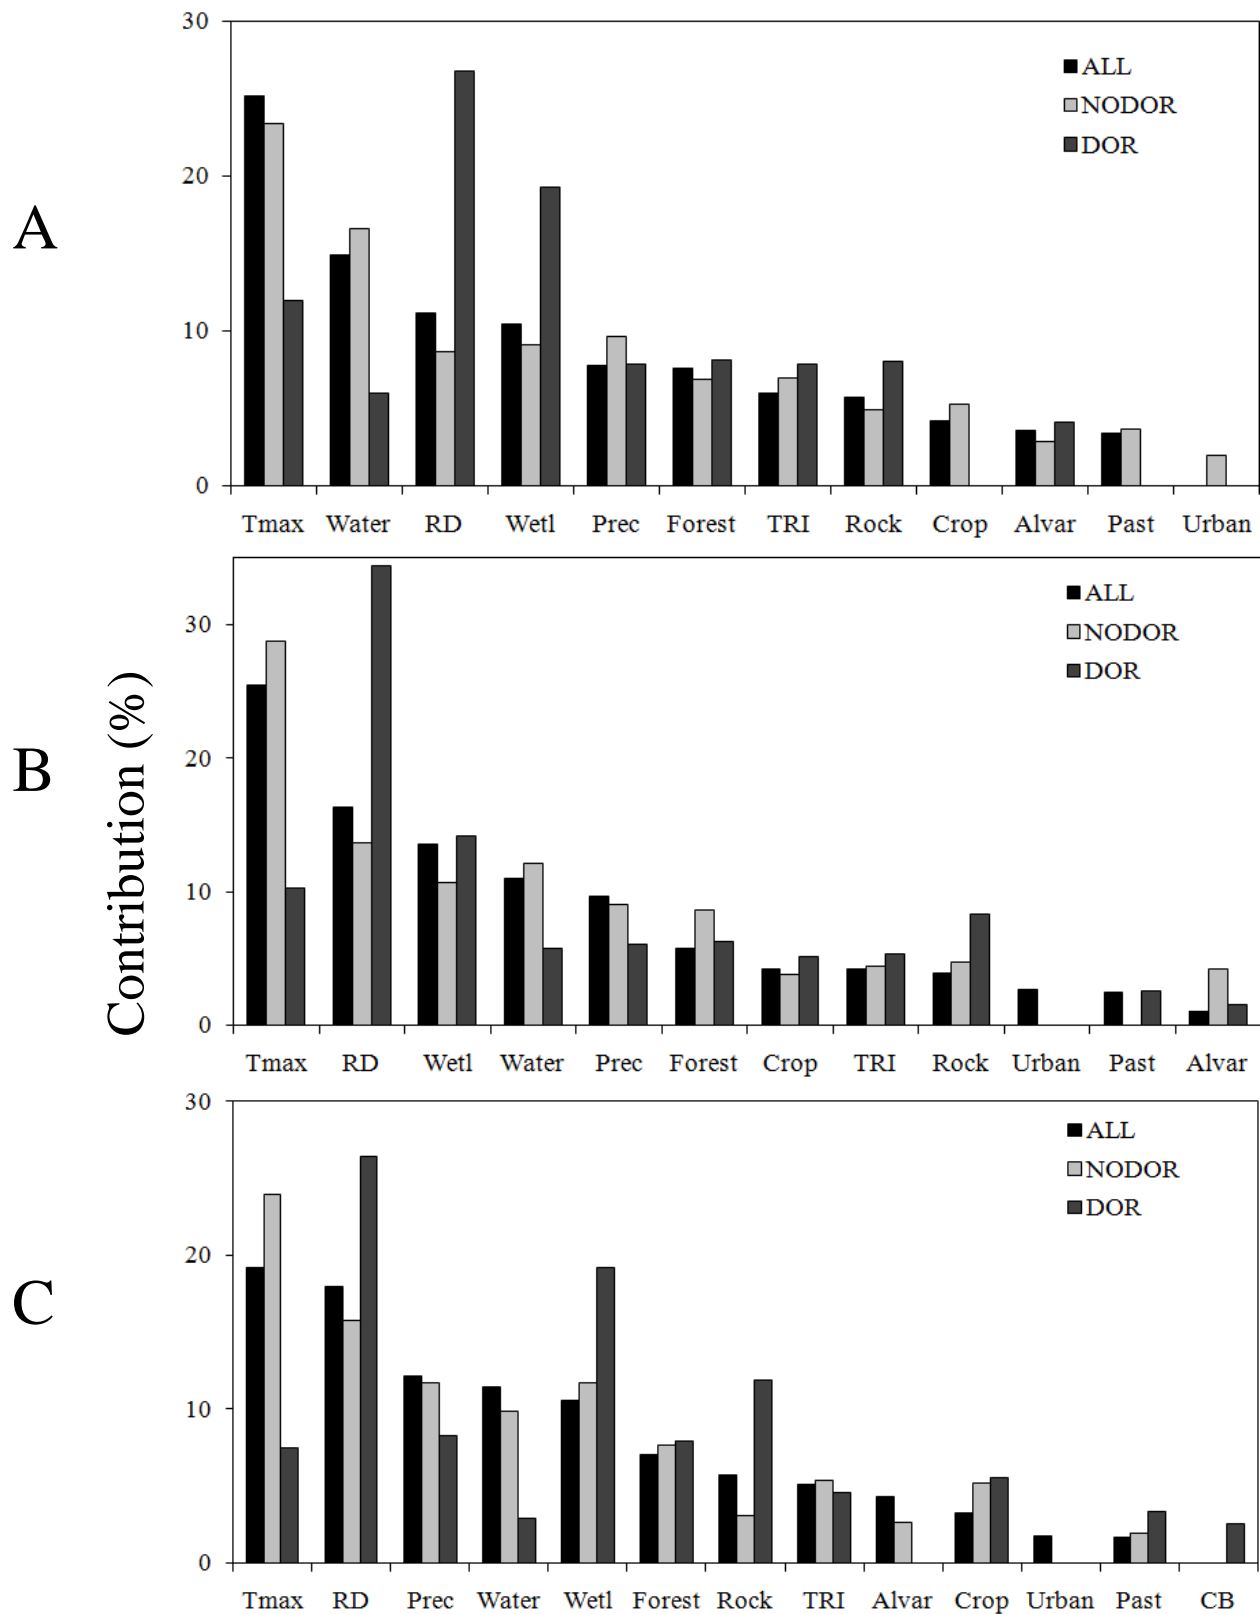 A
30
20
10
0
ALL
NODOR
DOR
Tmax Water RD Wetl Prec Forest TRI Rock Crop Alvar Past Urban
B
Contribution (%)
30
20
10
0
ALL
NODOR
DOR
Tmax RD Wetl Water Prec Forest Crop TRI Rock Urban Past Alvar
C
30
20
10
0
ALL
NODOR
DOR
Tmax RD Prec Water Wetl Forest Rock TRI Alvar Crop Urban Past CB